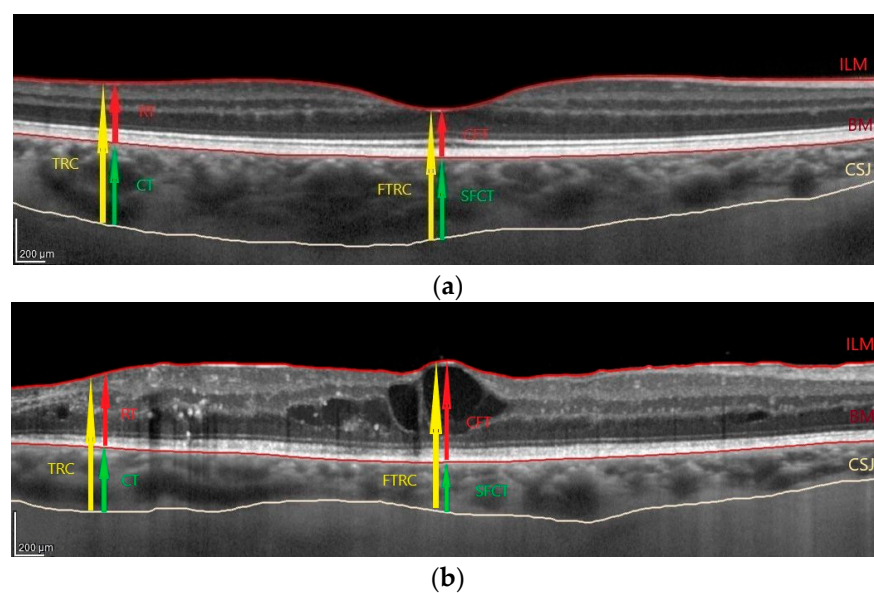 ILM
RT
CFT
BM
TRC
CT
FTRC
SFCT
CSJ
200 µm
(a)
ILM
RT
CFT
BM
TRC
CT
FTRC
SFCT
CSJ
200 µm
(b)